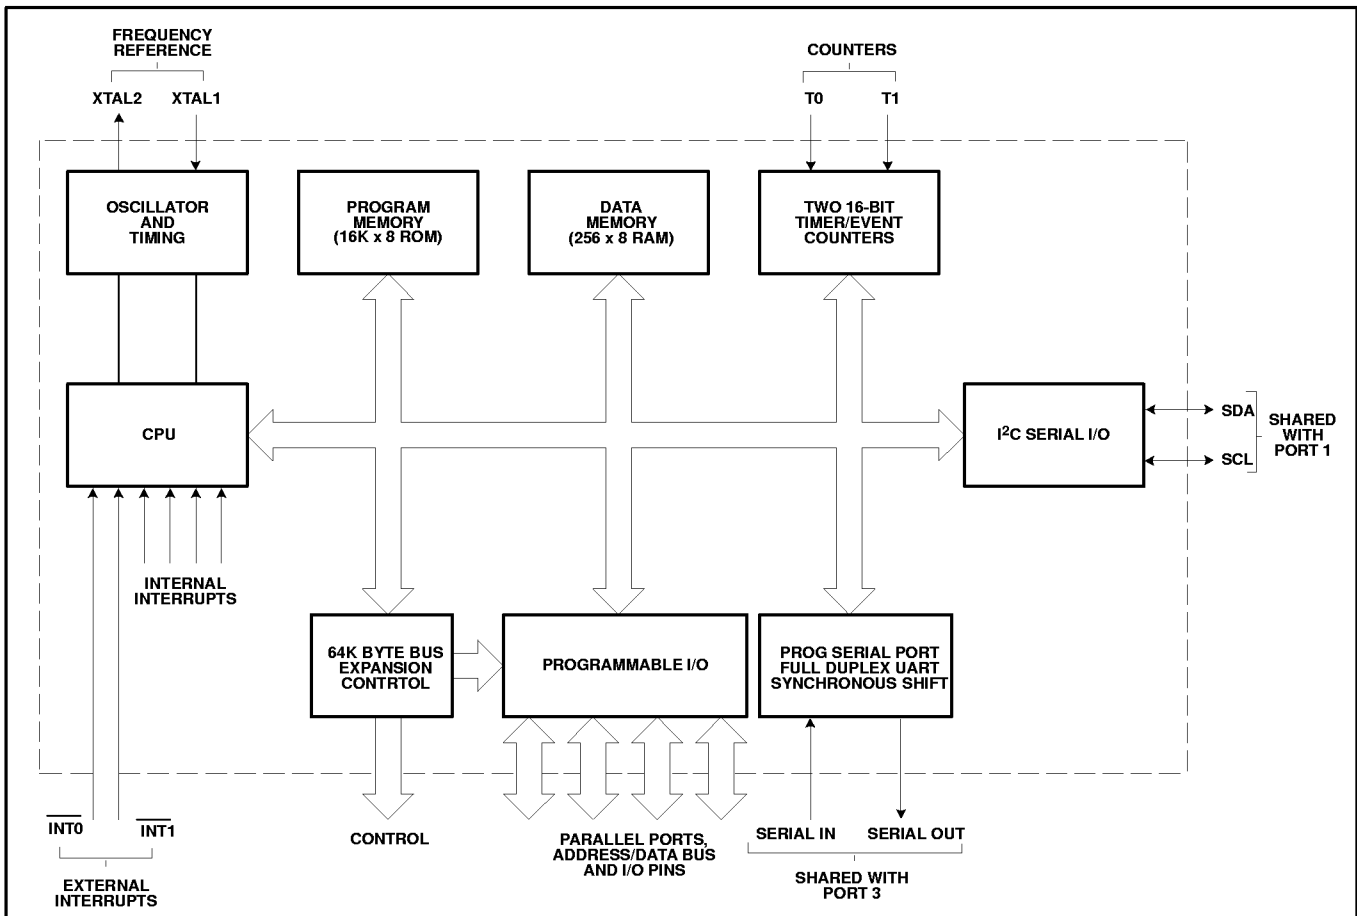 FREQUENCY
REFERENCE
XTAL2
XTAL1
COUNTERS
T0
T1
OSCILLATOR
AND
TIMING
PROGRAM
MEMORY
(16K x 8 ROM)
DATA
MEMORY
(256 x 8 RAM)
TWO 16-BIT
TIMER/EVENT
COUNTERS
CPU
I²C SERIAL I/O
SDA
SCL
SHARED
WITH
PORT 1
INTERNAL
INTERRUPTS
64K BYTE BUS
EXPANSION
CONTRTOL
PROGRAMMABLE I/O
PROG SERIAL PORT
FULL DUPLEX UART
SYNCHRONOUS SHIFT
INT0
INT1
EXTERNAL
INTERRUPTS
CONTROL
PARALLEL PORTS,
ADDRESS/DATA BUS
AND I/O PINS
SERIAL IN
SERIAL OUT
SHARED WITH
PORT 3